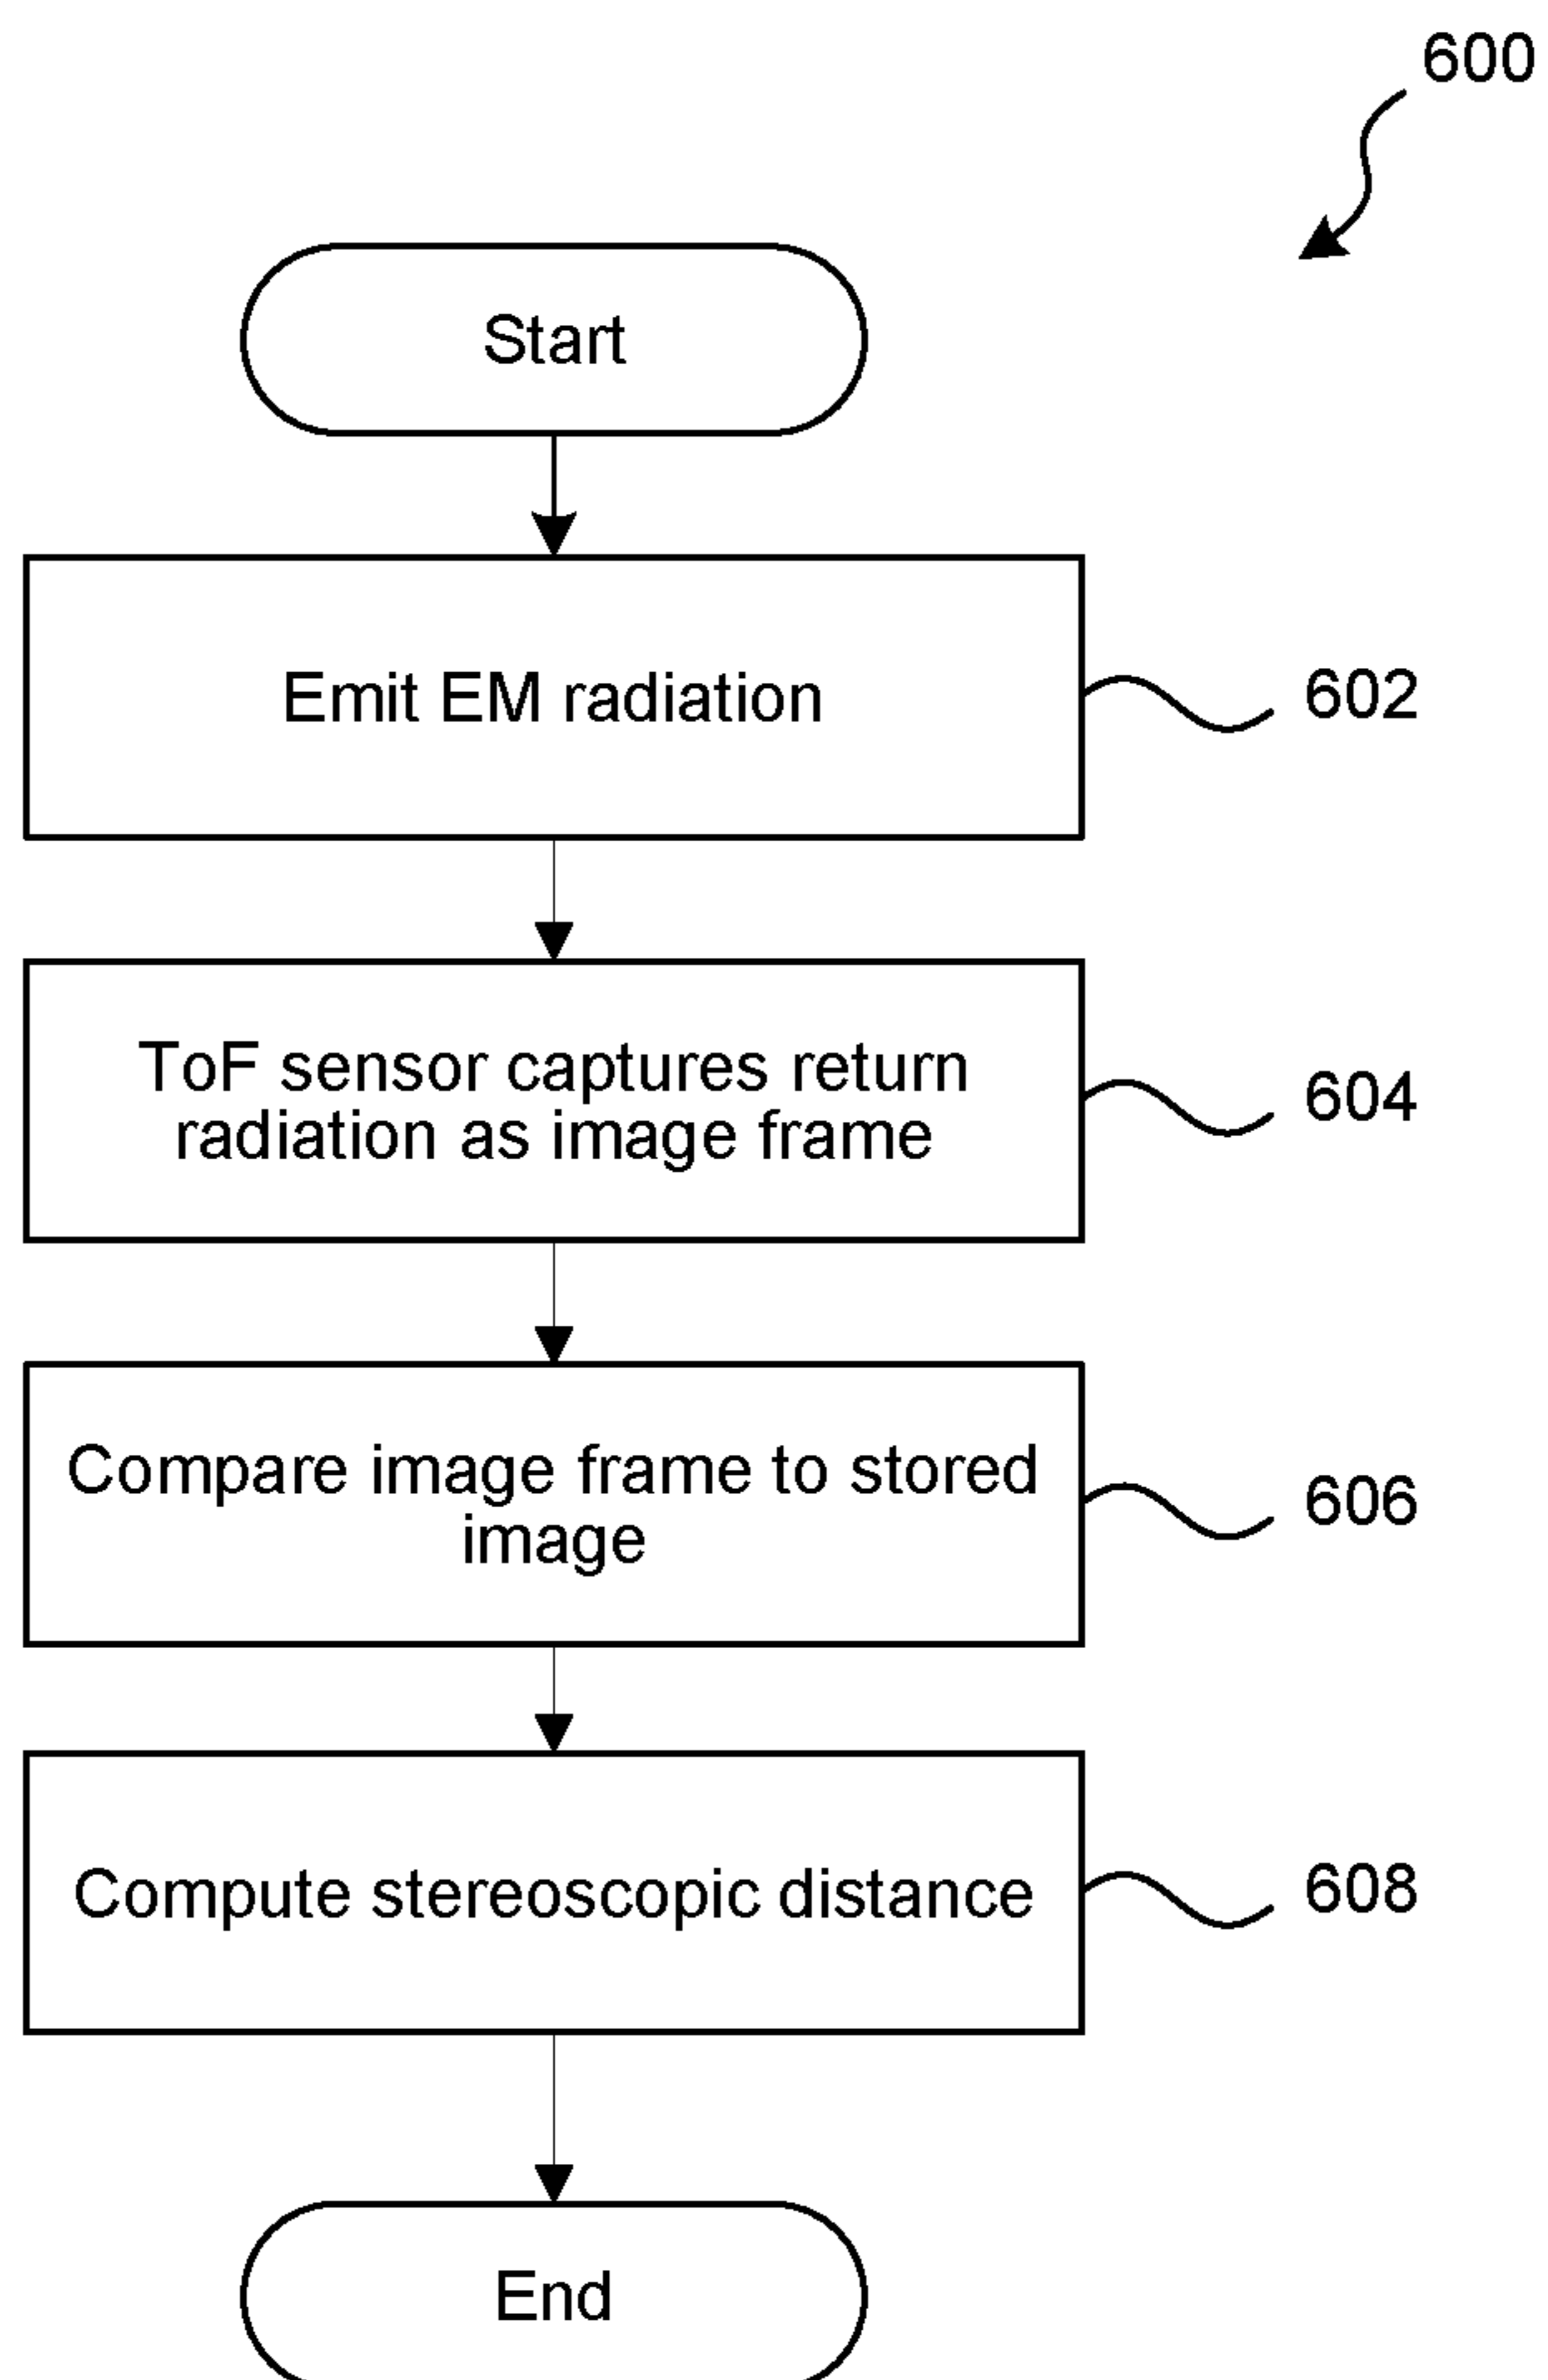 600
Start
Emit EM radiation
602
ToF sensor captures return
radiation as image frame
604
Compare image frame to stored
image
606
Compute stereoscopic distance
608
End